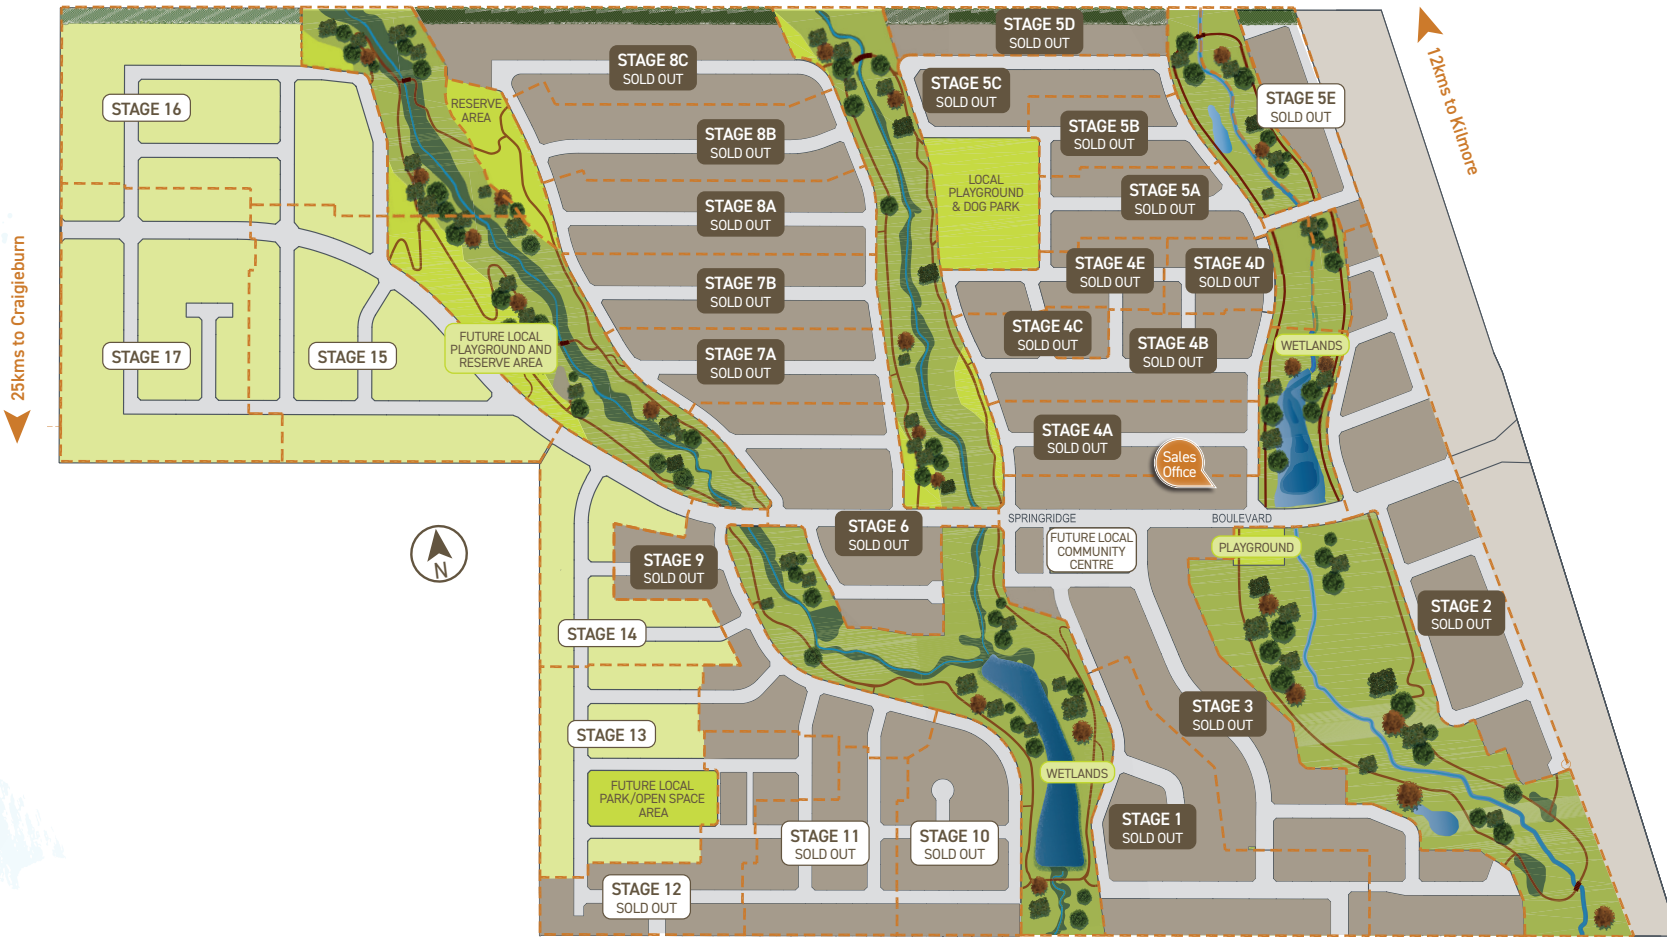 STAGE 5D
SOLD OUT
STAGE 8C
SOLD OUT
STAGE 5C
SOLD OUT
STAGE 5E
SOLD OUT
12kms to Kilmore
STAGE 16
RESERVE
AREA
STAGE 8B
SOLD OUT
STAGE 5B
SOLD OUT
LOCAL
PLAYGROUND
& DOG PARK
STAGE 5A
SOLD OUT
STAGE 8A
SOLD OUT
STAGE 4E
SOLD OUT
STAGE 4D
SOLD OUT
STAGE 7B
SOLD OUT
25kms to Craigieburn
STAGE 4C
SOLD OUT
STAGE 4B
SOLD OUT
WETLANDS
STAGE 17
STAGE 15
FUTURE LOCAL
PLAYGROUND AND
RESERVE AREA
STAGE 7A
SOLD OUT
STAGE 4A
SOLD OUT
Sales
Office
SPRINGRIDGE
BOULEVARD
STAGE 6
SOLD OUT
FUTURE LOCAL
COMMUNITY
CENTRE
PLAYGROUND
N
STAGE 9
SOLD OUT
STAGE 2
SOLD OUT
STAGE 14
STAGE 3
SOLD OUT
STAGE 13
WETLANDS
FUTURE LOCAL
PARK/OPEN SPACE
AREA
STAGE 11
SOLD OUT
STAGE 10
SOLD OUT
STAGE 1
SOLD OUT
STAGE 12
SOLD OUT